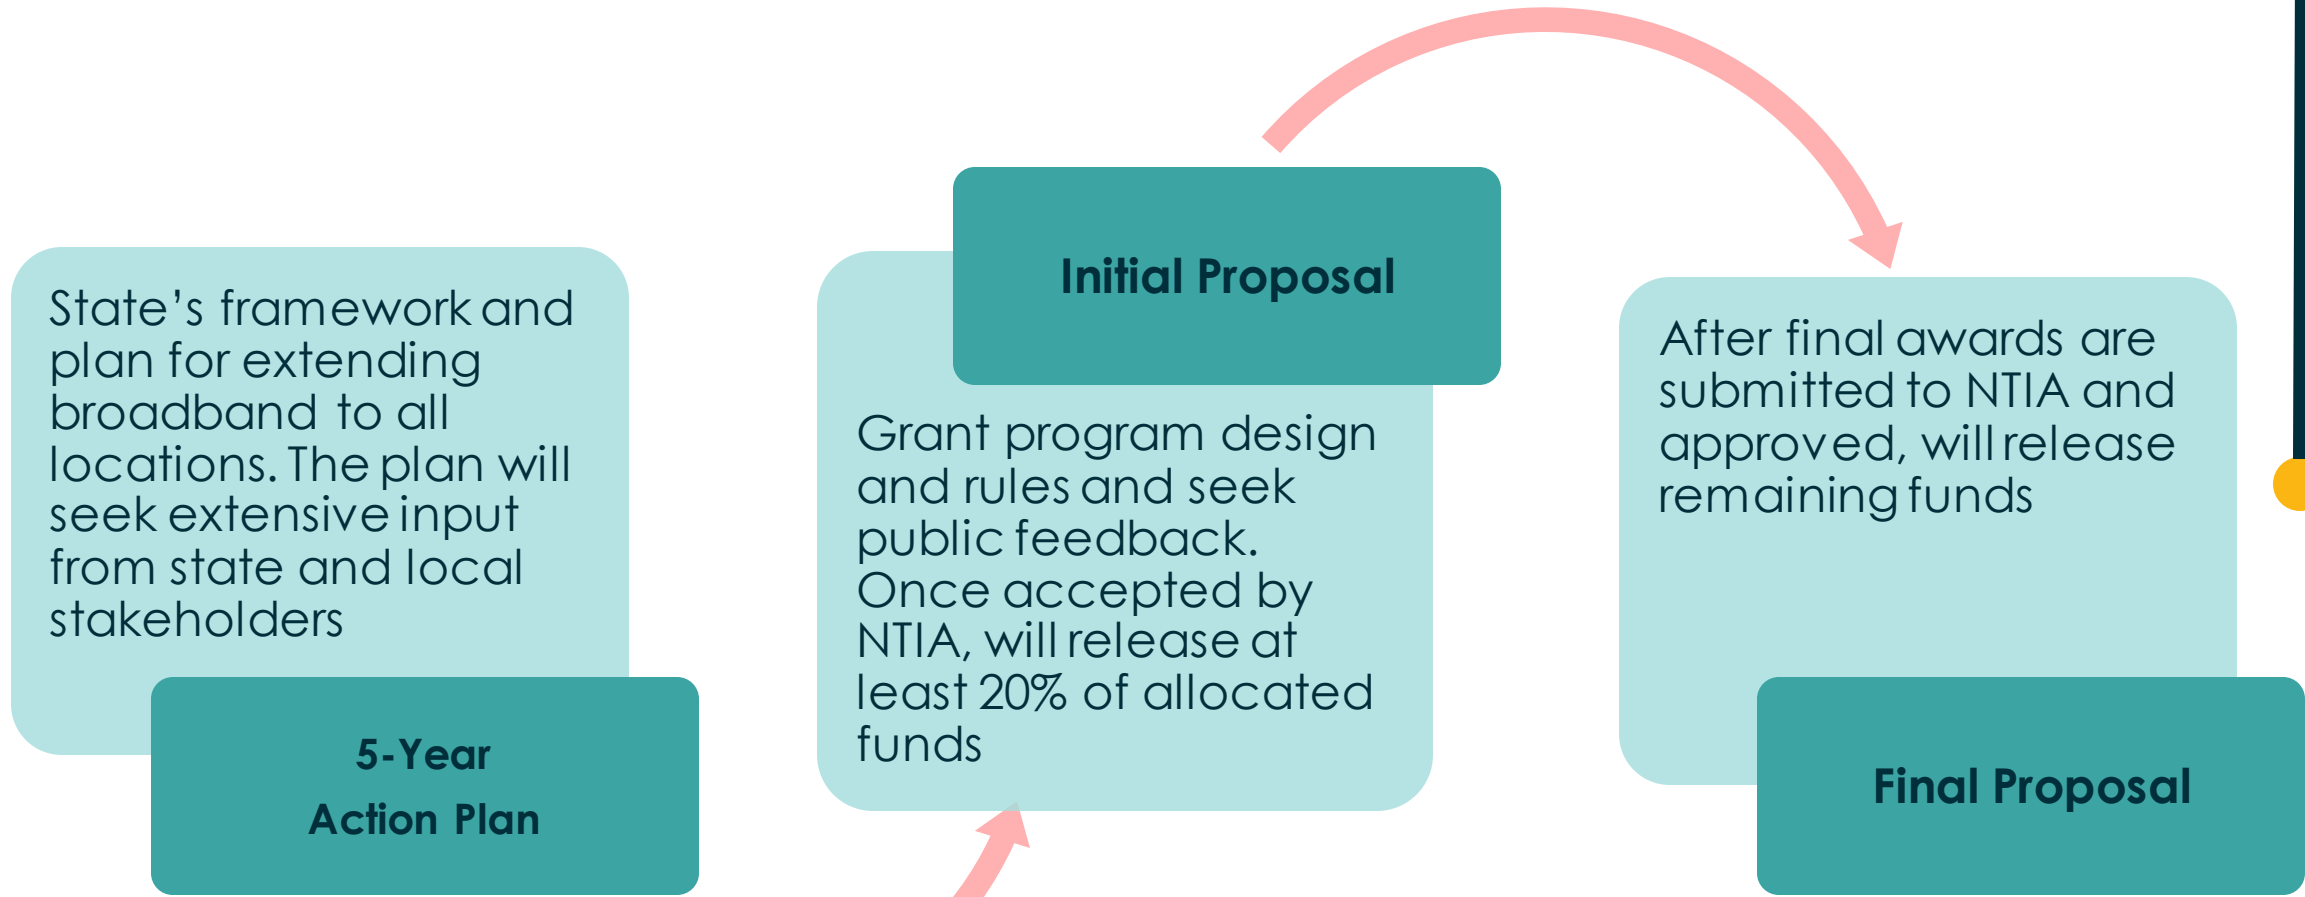 State’s framework and
plan for extending
broadband to all
locations. The plan will
seek extensive input
from state and local
stakeholders
5-Year
Action Plan
Initial Proposal
Grant program design
and rules and seek
public feedback.
Once accepted by
NTIA, will release at
least 20% of allocated
funds
After final awards are
submitted to NTIA and
approved, will release
remaining funds
Final Proposal